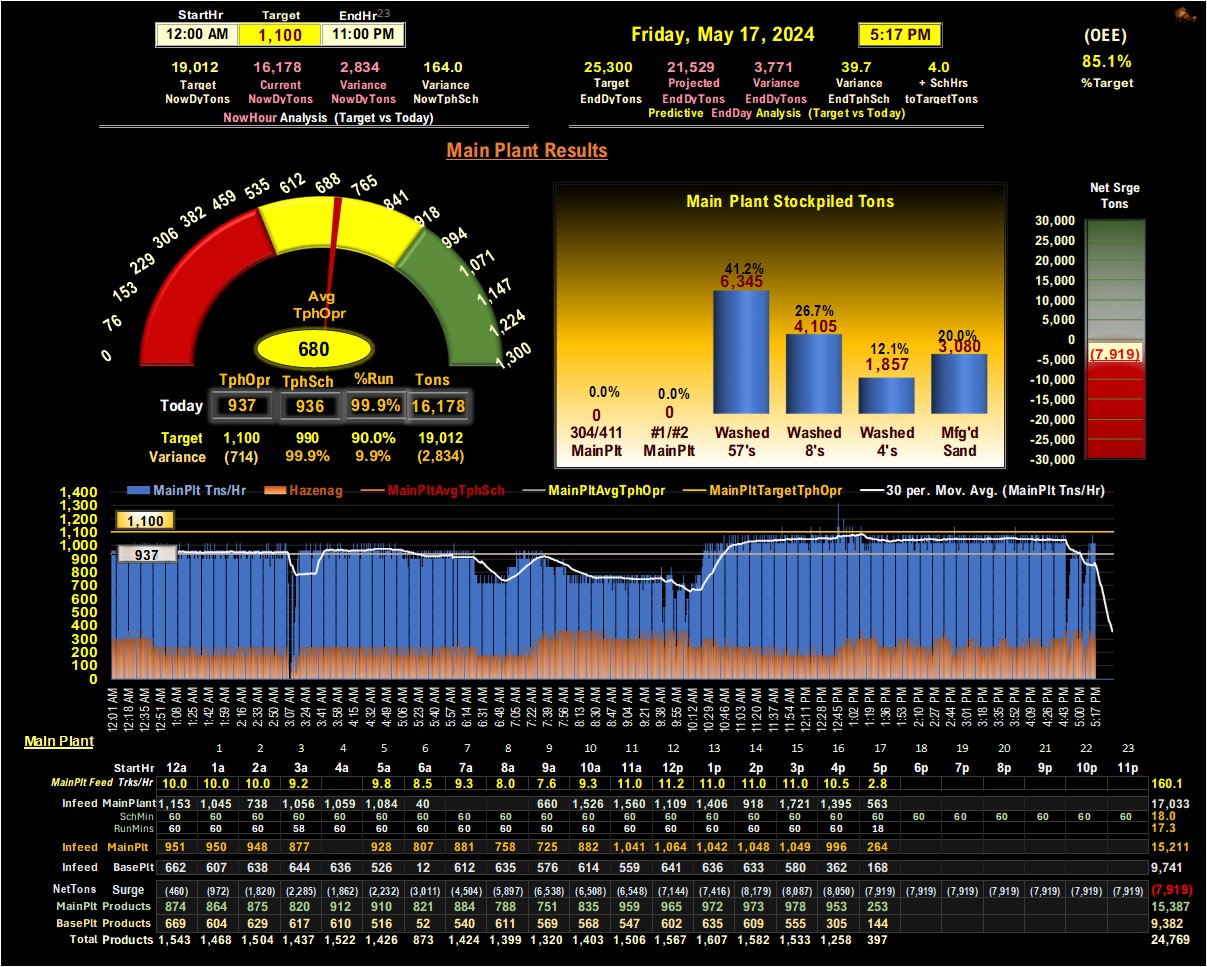 StartHr Target EndHr 23
12:00 AM 1,100 11:00 PM
Friday, May 17, 2024 5:17 PM
(OEE)
85.1%
%Target
19,012 16,178 2,834 164.0
Target Current Variance Variance
NowDyTons NowDyTons NowDyTons NowTphSch
NowHour Analysis (Target vs Today)
25,300 21,529 3,771 39.7 4.0
Target Projected Variance Variance + SchHrs
EndDyTons EndDyTons EndDyTons EndTphSch toTargetTons
Predictive EndDay Analysis (Target vs Today)
Main Plant Results
0 76 153 229 306 382 459 535 612 688 765 841 918 994 1,071 1,147 1,224 1,300
Avg
TphOpr
680
TphOpr TphSch %Run Tons
Today 937 936 99.9% 16,178
Target 1,100 990 90.0% 19,012
Variance (714) 99.9% 9.9% (2,834)
Main Plant Stockpiled Tons
0.0% 0.0% 41.2% 26.7% 12.1% 20.0%
0 0 6,345 4,105 1,857 3,080
304/411 #1/#2 Washed Washed Washed Mfg'd
MainPlt MainPlt 57's 8's 4's Sand
Net Srge
Tons
30,000
25,000
20,000
15,000
10,000
5,000
0
(7,919)
-5,000
-10,000
-15,000
-20,000
-25,000
-30,000
MainPlt Tns/Hr Hazenag MainPltAvgTphSch MainPltAvgTphOpr MainPltTargetTphOpr 30 per. Mov. Avg. (MainPlt Tns/Hr)
1,400
1,300
1,200
1,100
1,000
900
800
700
600
500
400
300
200
100
0
1,100
937
12:01 AM 12:18 AM 12:35 AM 12:51 AM 1:08 AM 1:25 AM 1:42 AM 1:59 AM 2:16 AM 2:33 AM 2:50 AM 3:07 AM 3:24 AM 3:41 AM 3:58 AM 4:15 AM 4:32 AM 4:49 AM 5:06 AM 5:23 AM 5:40 AM 5:57 AM 6:14 AM 6:31 AM 6:48 AM 7:05 AM 7:22 AM 7:39 AM 7:56 AM 8:13 AM 8:30 AM 8:47 AM 9:04 AM 9:21 AM 9:38 AM 9:55 AM 10:12 AM 10:29 AM 10:46 AM 11:03 AM 11:20 AM 11:37 AM 11:54 AM 12:11 PM 12:28 PM 12:45 PM 1:02 PM 1:19 PM 1:36 PM 1:53 PM 2:10 PM 2:27 PM 2:44 PM 3:01 PM 3:18 PM 3:35 PM 3:52 PM 4:09 PM 4:26 PM 4:43 PM 5:00 PM 5:17 PM
Main Plant
1 2 3 4 5 6 7 8 9 10 11 12 13 14 15 16 17 18 19 20 21 22 23
StartHr 12a 1a 2a 3a 4a 5a 6a 7a 8a 9a 10a 11a 12p 1p 2p 3p 4p 5p 6p 7p 8p 9p 10p 11p
MainPlt Feed Trks/Hr 10.0 10.0 10.0 9.2 9.8 8.5 9.3 8.0 7.6 9.3 11.0 11.2 11.0 11.0 11.0 10.5 2.8 160.1
Infeed MainPlant 1,153 1,045 738 1,056 1,059 1,084 40 660 1,526 1,560 1,109 1,406 918 1,721 1,395 563 17,033
SchMin 60 60 60 60 60 60 60 60 60 60 60 60 60 60 60 60 60 60 60 60 60 60 60 60 18.0
RunMins 60 60 60 58 60 60 60 60 60 60 60 60 60 60 60 60 60 18 17.3
Infeed MainPlt 951 950 948 877 928 807 881 758 725 882 1,041 1,064 1,042 1,048 1,049 996 264 15,211
Infeed BasePlt 662 607 638 644 636 526 12 612 635 576 614 559 641 636 633 580 362 168 9,741
NetTons Surge (460) (972) (1,820) (2,285) (1,862) (2,232) (3,011) (4,504) (5,897) (6,538) (6,508) (6,548) (7,144) (7,416) (8,179) (8,087) (8,050) (7,919) (7,919) (7,919) (7,919) (7,919) (7,919) (7,919) (7,919)
MainPlt Products 874 864 875 820 912 910 821 884 788 751 835 959 965 972 973 978 953 253 15,387
BasePlt Products 669 604 629 617 610 516 52 540 611 569 568 547 602 635 609 555 305 144 9,382
Total Products 1,543 1,468 1,504 1,437 1,522 1,426 873 1,424 1,399 1,320 1,403 1,506 1,567 1,607 1,582 1,533 1,258 397 24,769